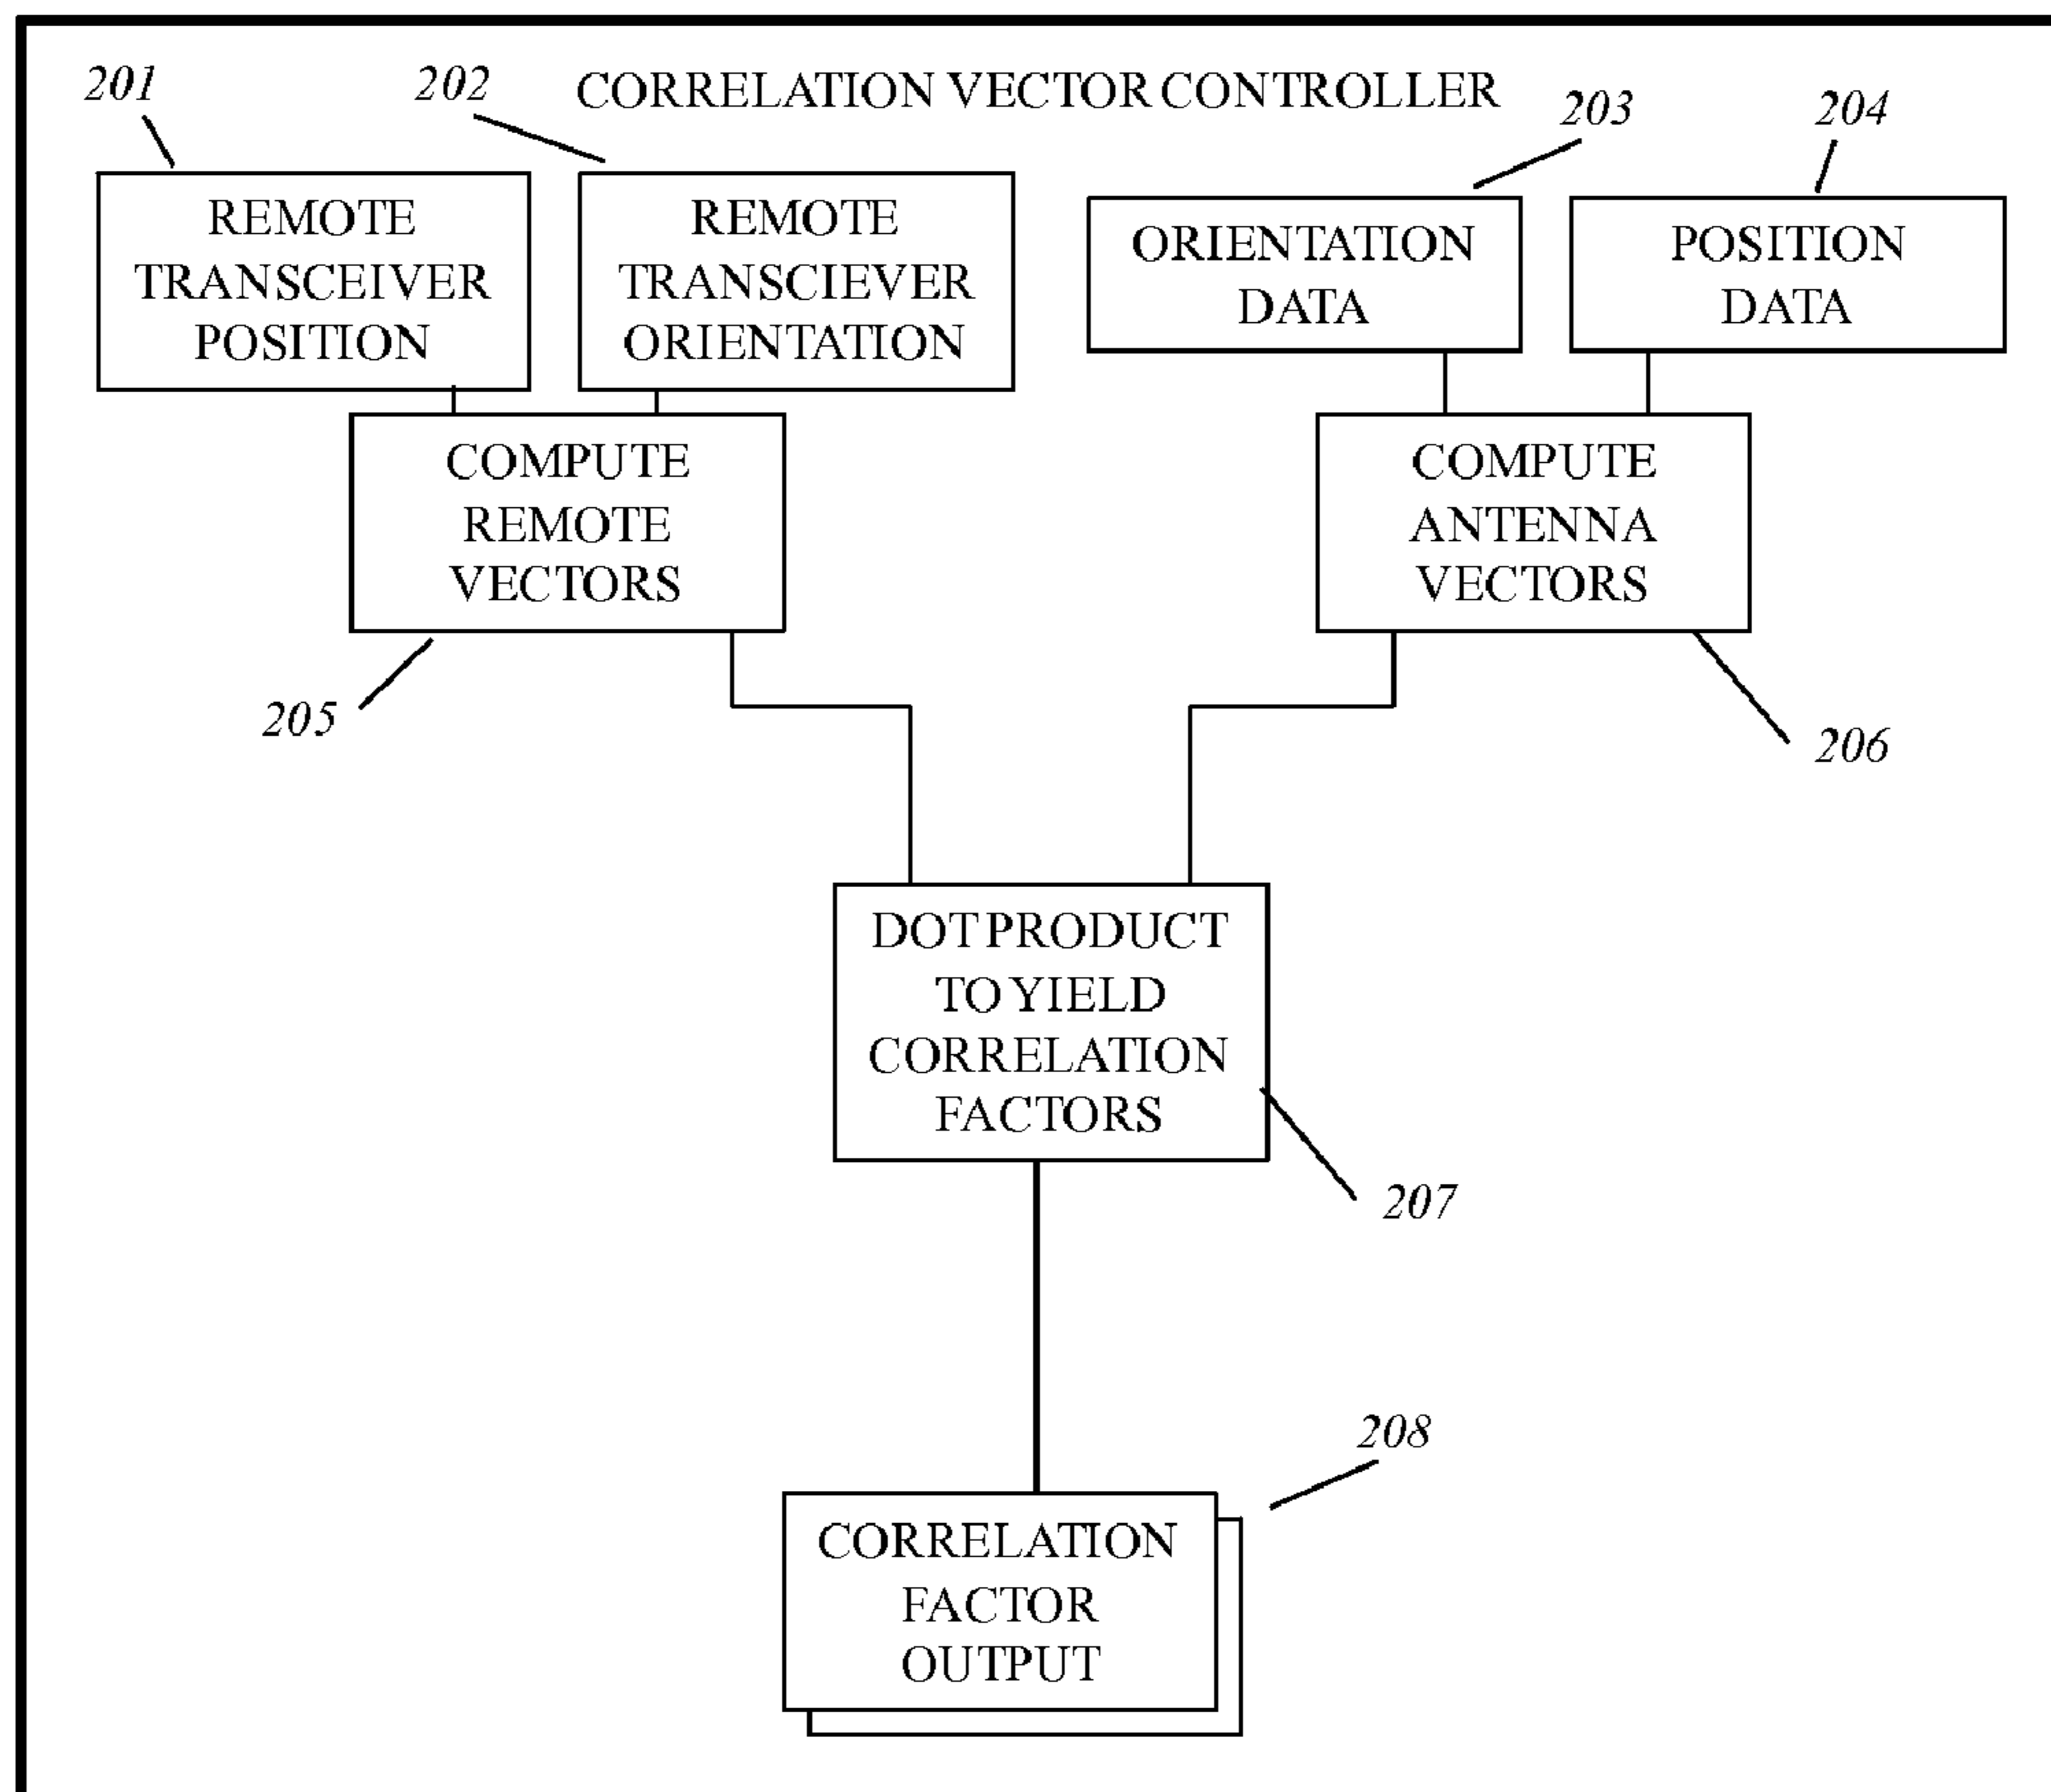 201
202
CORRELATION VECTOR CONTROLLER
203
204
REMOTE
TRANSCEIVER
POSITION
REMOTE
TRANSCIEVER
ORIENTATION
ORIENTATION
DATA
POSITION
DATA
COMPUTE
REMOTE
VECTORS
COMPUTE
ANTENNA
VECTORS
205
206
DOT PRODUCT
TO YIELD
CORRELATION
FACTORS
207
208
CORRELATION
FACTOR
OUTPUT